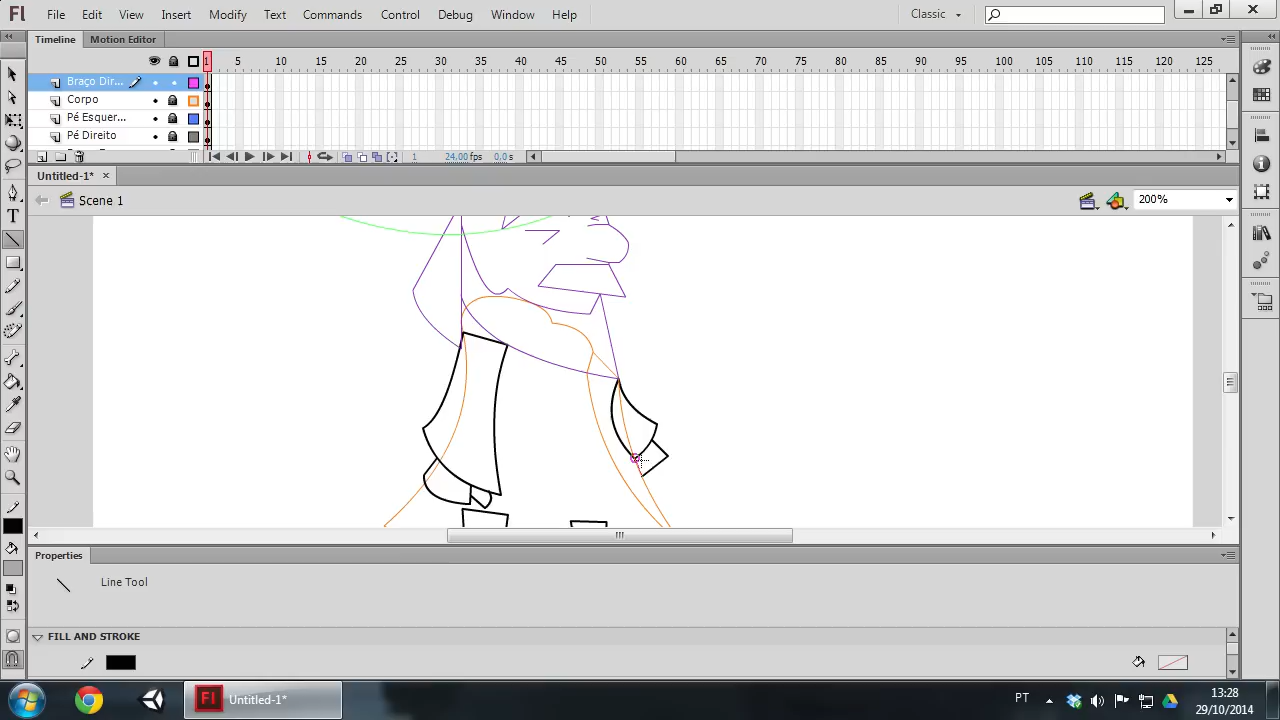 Fl File Edit View Insert Modify Text Commands Control Debug Window Help Classic
Timeline Motion Editor
1 5 10 15 20 25 30 35 40 45 50 55 60 65 70 75 80 85 90 95 100 105 110 115 120 125
Braço Dir...
Corpo
Pé Esquer...
Pé Direito
1 24.00 fps 0.0 s
Untitled-1* ×
Scene 1 200%
Properties
Line Tool
FILL AND STROKE
Fl Untitled-1* PT 13:28
29/10/2014